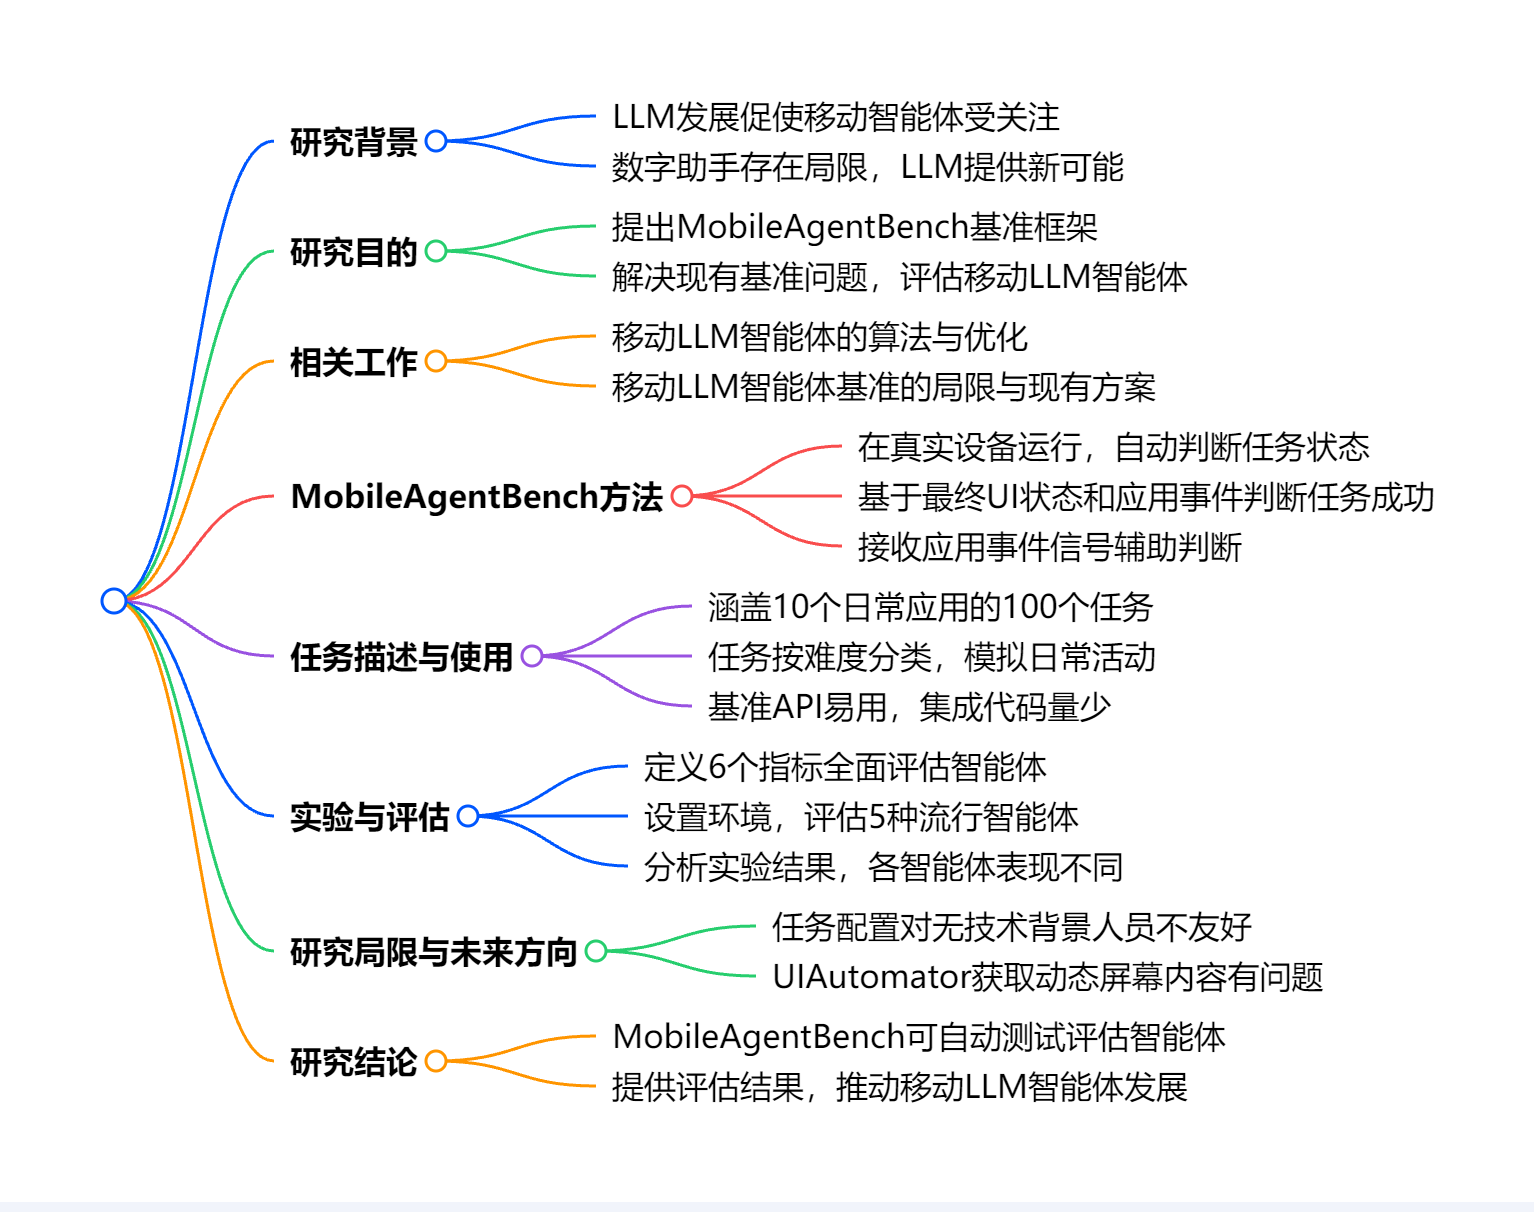 研究背景
LLM发展促使移动智能体受关注
数字助手存在局限，LLM提供新可能
研究目的
提出MobileAgentBench基准框架
解决现有基准问题，评估移动LLM智能体
相关工作
移动LLM智能体的算法与优化
移动LLM智能体基准的局限与现有方案
MobileAgentBench方法
在真实设备运行，自动判断任务状态
基于最终UI状态和应用事件判断任务成功
接收应用事件信号辅助判断
任务描述与使用
涵盖10个日常应用的100个任务
任务按难度分类，模拟日常活动
基准API易用，集成代码量少
实验与评估
定义6个指标全面评估智能体
设置环境，评估5种流行智能体
分析实验结果，各智能体表现不同
研究局限与未来方向
任务配置对无技术背景人员不友好
UIAutomator获取动态屏幕内容有问题
研究结论
MobileAgentBench可自动测试评估智能体
提供评估结果，推动移动LLM智能体发展